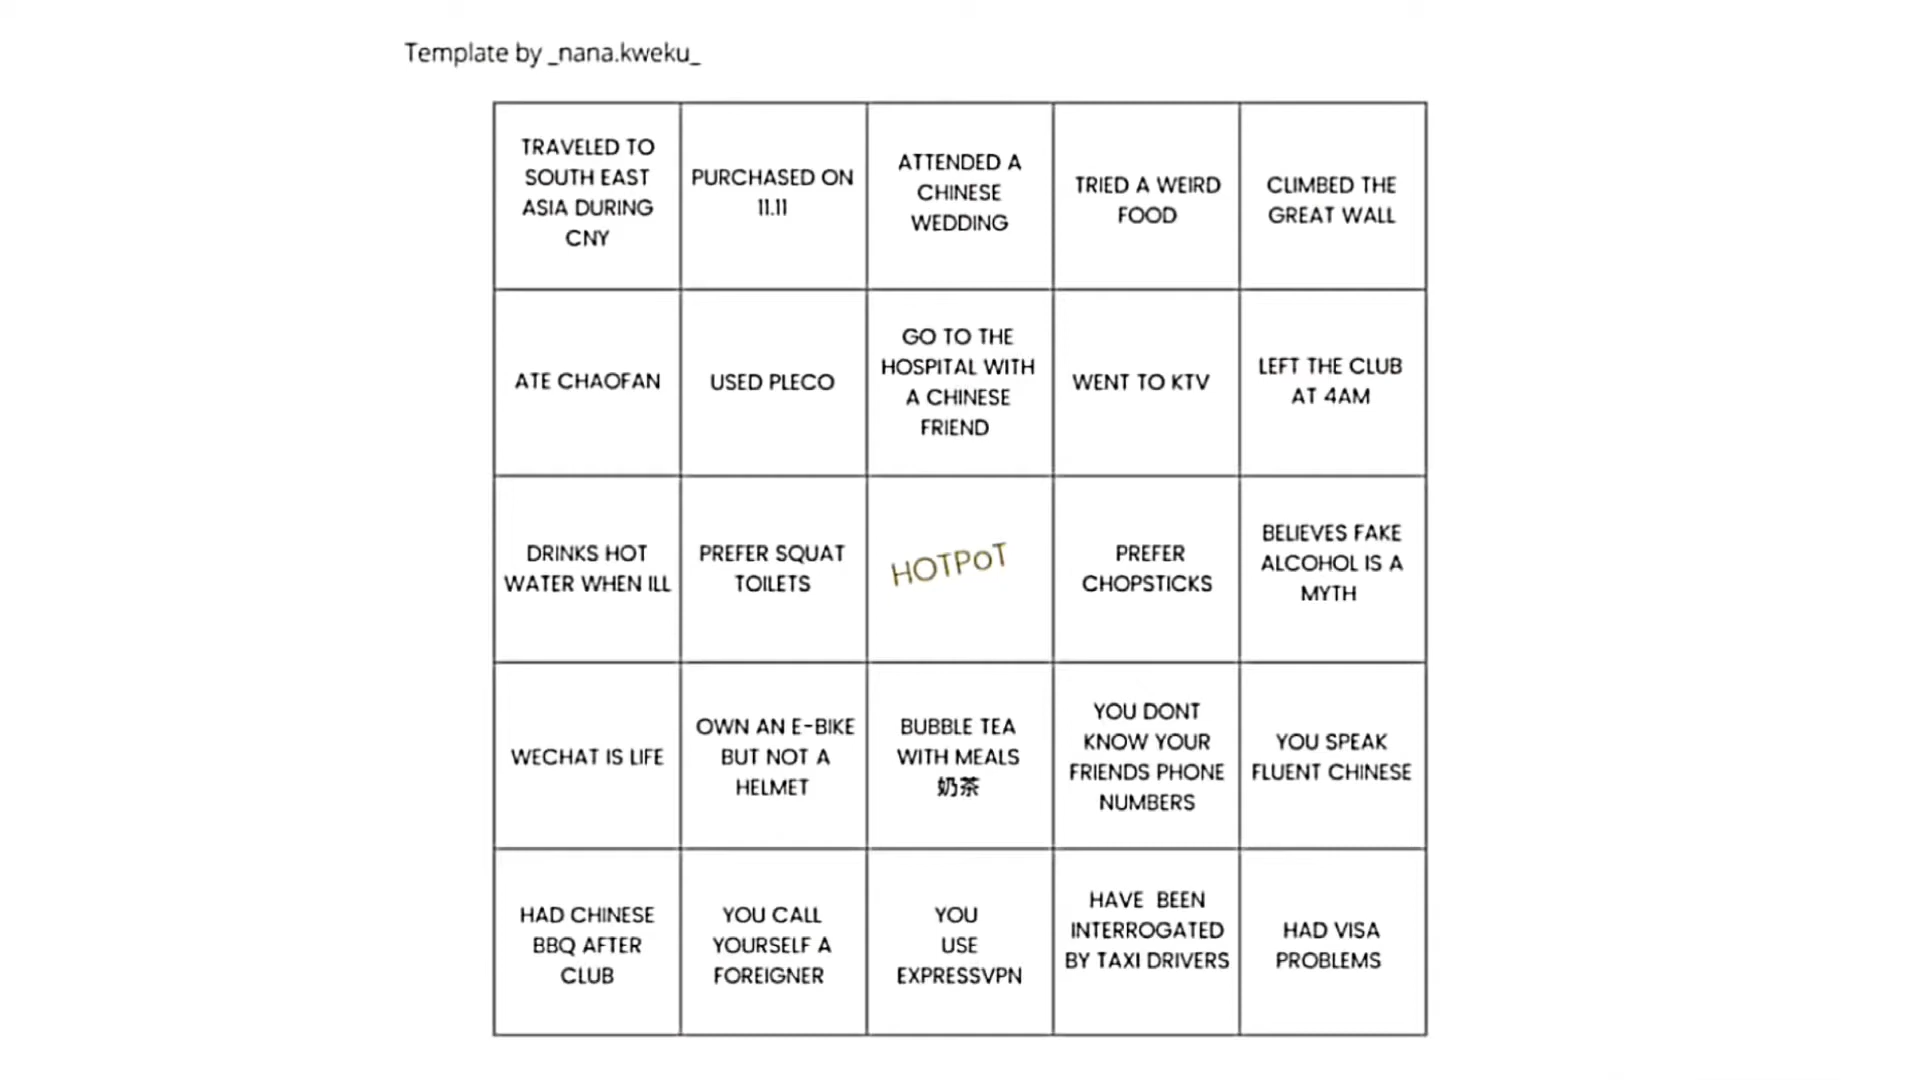 Template by _nana.kweku_
TRAVELED TO
SOUTH EAST
ASIA DURING
CNY
PURCHASED ON
11.11
ATTENDED A
CHINESE
WEDDING
TRIED A WEIRD
FOOD
CLIMBED THE
GREAT WALL
ATE CHAOFAN
USED PLECO
GO TO THE
HOSPITAL WITH
A CHINESE
FRIEND
WENT TO KTV
LEFT THE CLUB
AT 4AM
DRINKS HOT
WATER WHEN ILL
PREFER SQUAT
TOILETS
HOTPoT
PREFER
CHOPSTICKS
BELIEVES FAKE
ALCOHOL IS A
MYTH
WECHAT IS LIFE
OWN AN E-BIKE
BUT NOT A
HELMET
BUBBLE TEA
WITH MEALS
奶茶
YOU DONT
KNOW YOUR
FRIENDS PHONE
NUMBERS
YOU SPEAK
FLUENT CHINESE
HAD CHINESE
BBQ AFTER
CLUB
YOU CALL
YOURSELF A
FOREIGNER
YOU
USE
EXPRESSVPN
HAVE BEEN
INTERROGATED
BY TAXI DRIVERS
HAD VISA
PROBLEMS